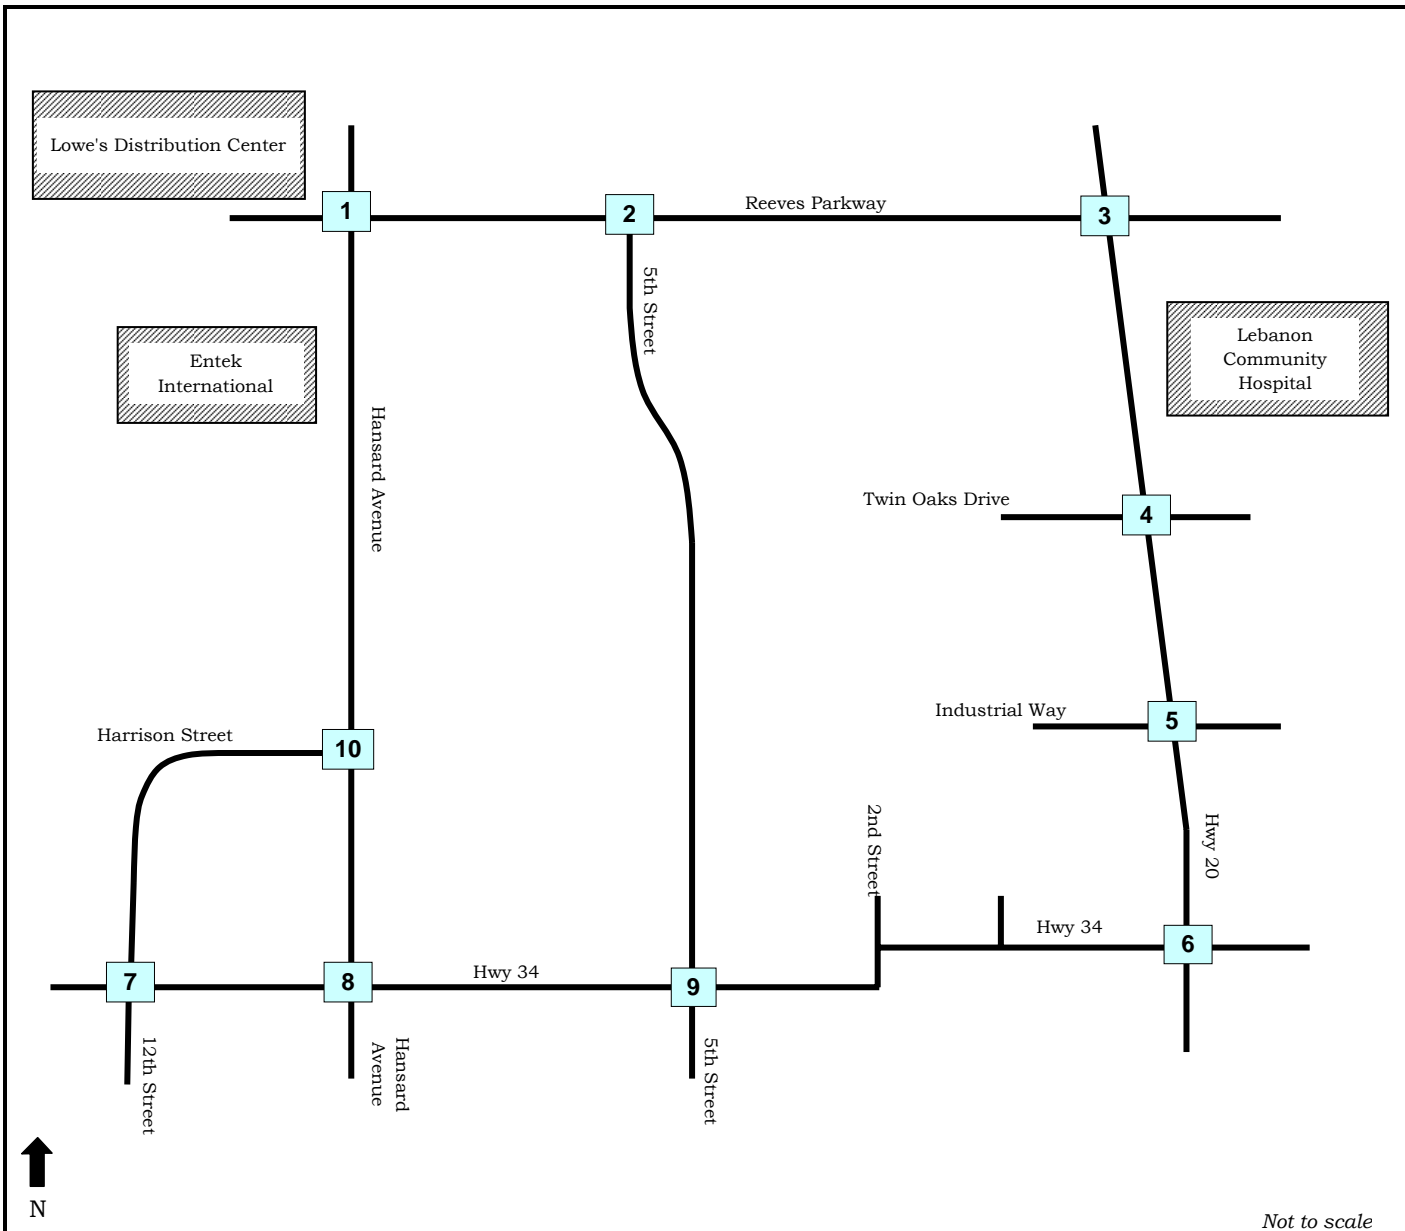 Lowe's Distribution Center
1
2
Reeves Parkway
3
5th Street
Lebanon
Community
Hospital
Entek
International
Hansard Avenue
Twin Oaks Drive
4
Industrial Way
5
Harrison Street
10
2nd Street
Hwy 20
Hwy 34
6
7
8
Hwy 34
9
12th Street
Hansard
Avenue
5th Street
N
Not to scale